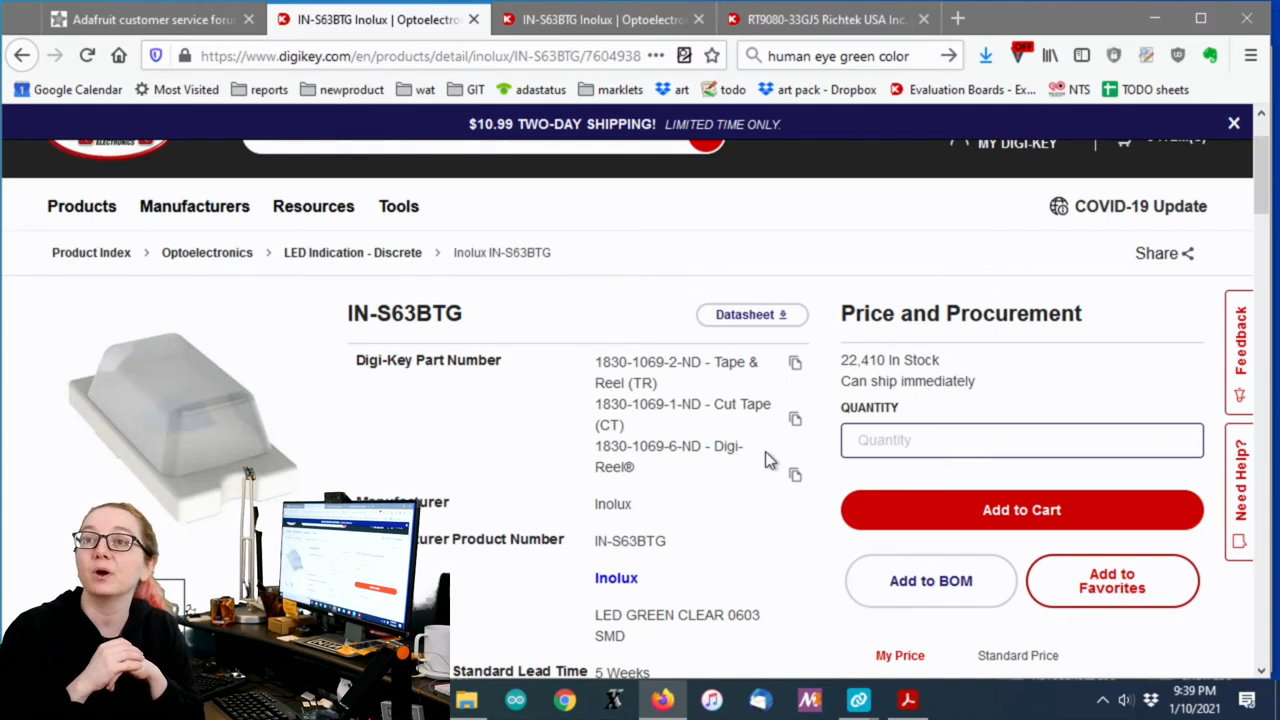 Adafruit customer service foru
IN-S63BTG Inolux | Optoelectro
IN-S63BTG Inolux | Optoelectron
RT9080-33GJ5 Richtek USA Inc.
https://www.digikey.com/en/products/detail/inolux/IN-S63BTG/7604938
human eye green color
OFF
Google Calendar
Most Visited
reports
newproduct
wat
GIT
adastatus
marklets
art
todo
art pack - Dropbox
Evaluation Boards - Ex...
NTS
TODO sheets
$10.99 TWO-DAY SHIPPING! LIMITED TIME ONLY.
ELECTRONICS
MY DIGI-KEY
Products
Manufacturers
Resources
Tools
COVID-19 Update
Product Index > Optoelectronics > LED Indication - Discrete > Inolux IN-S63BTG
Share
IN-S63BTG
Datasheet
Price and Procurement
Digi-Key Part Number
1830-1069-2-ND - Tape &
Reel (TR)
1830-1069-1-ND - Cut Tape
(CT)
1830-1069-6-ND - Digi-
Reel®
22,410 In Stock
Can ship immediately
QUANTITY
Quantity
Feedback
Need Help?
Inolux
IN-S63BTG
Inolux
LED GREEN CLEAR 0603
SMD
Standard Lead Time
5 Weeks
Add to Cart
Add to BOM
Add to
Favorites
My Price
Standard Price
9:39 PM
1/10/2021